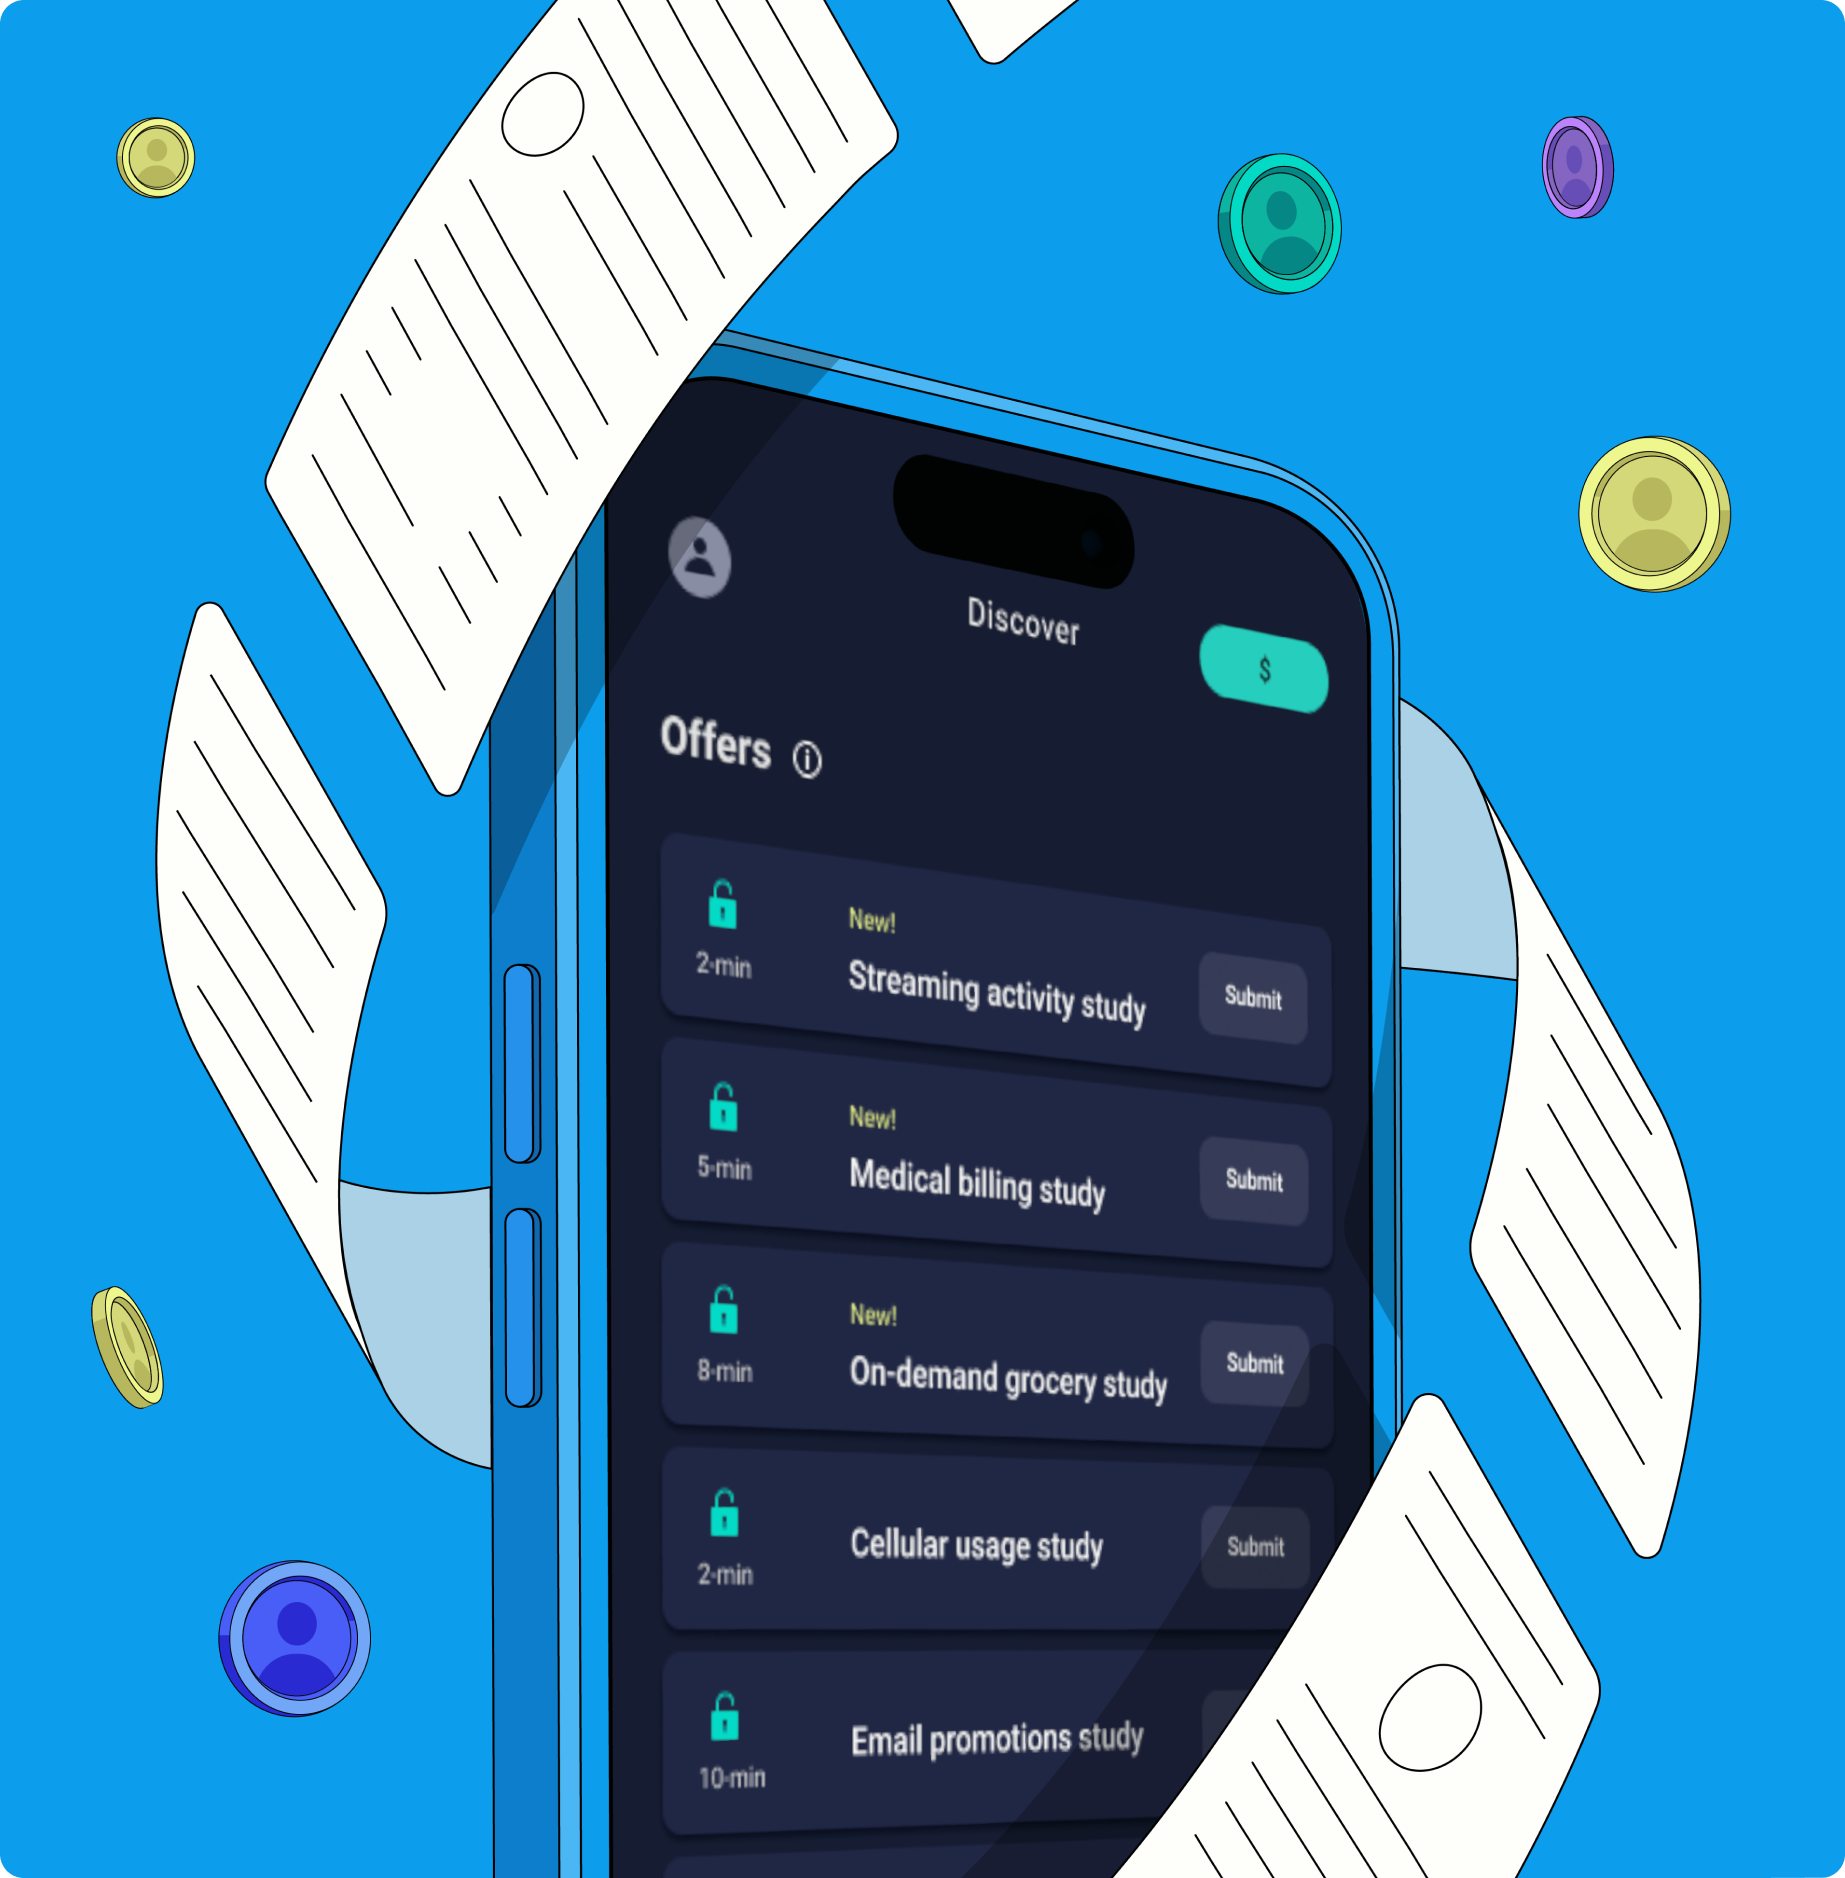 Discover
$
Offers
New!
2-min
Streaming activity study
Submit
New!
5-min
Medical billing study
Submit
New!
8-min
On-demand grocery study
Submit
2-min
Cellular usage study
Submit
10-min
Email promotions study